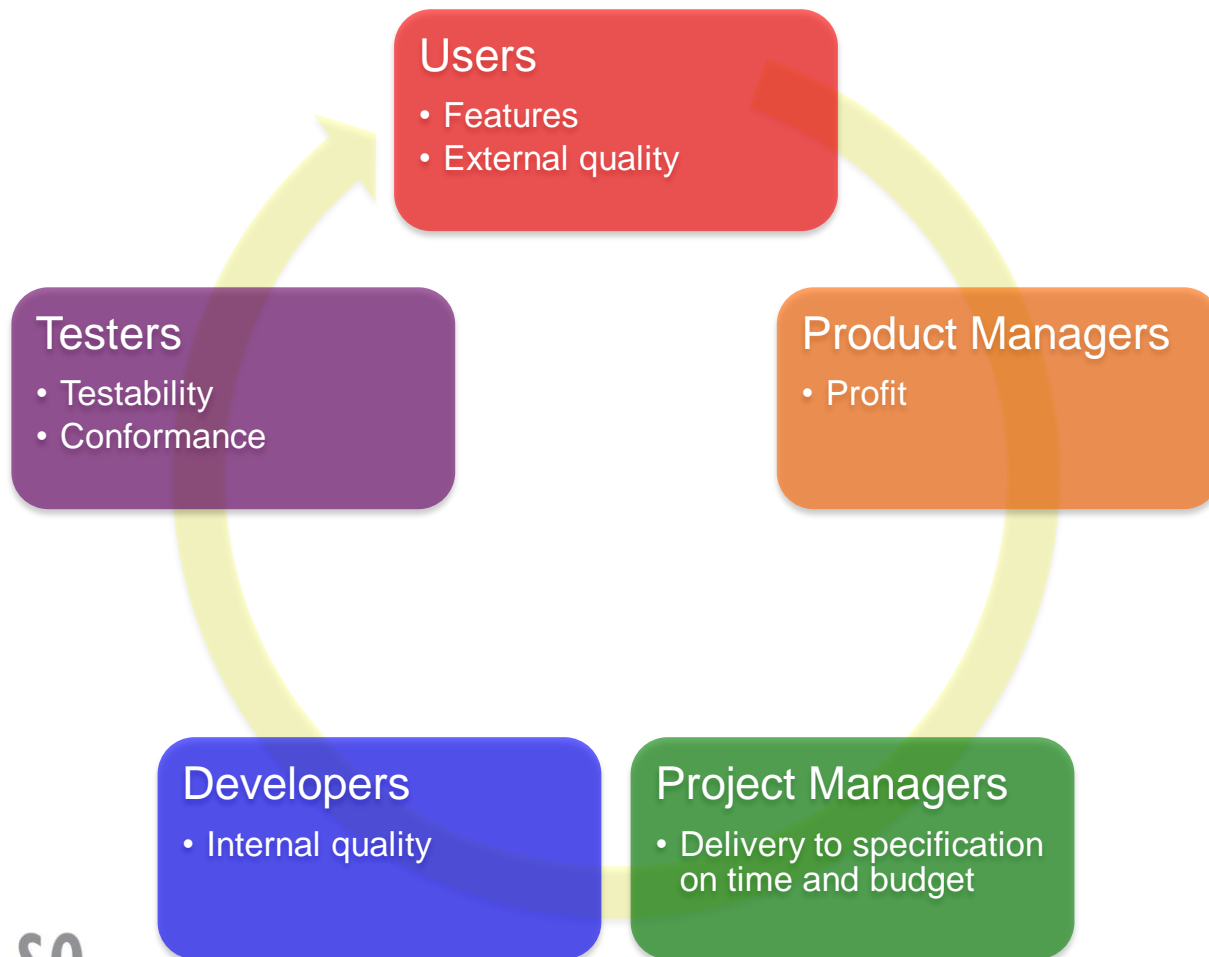 Users
• Features
• External quality
Testers
• Testability
• Conformance
Product Managers
• Profit
Developers
• Internal quality
Project Managers
• Delivery to specification
on time and budget